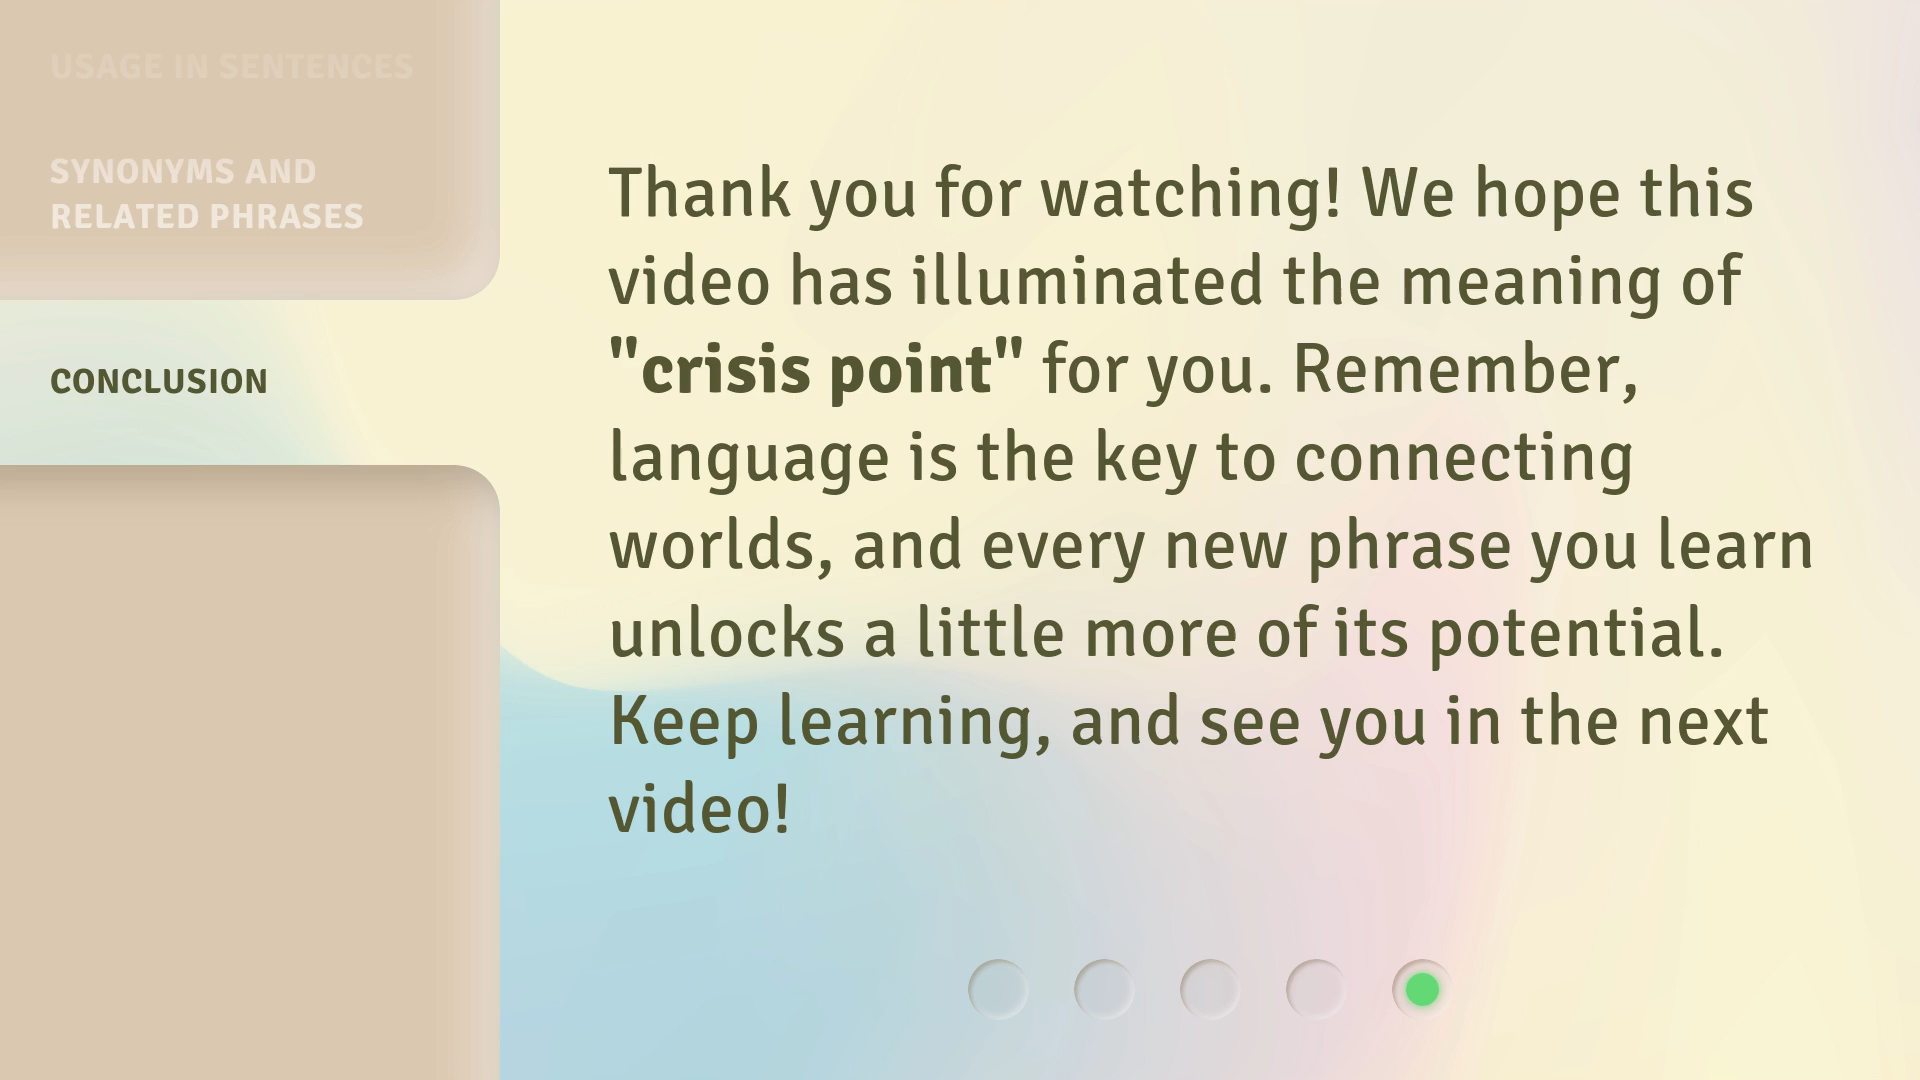 USAGE IN SENTENCES
SYNONYMS AND
RELATED PHRASES
CONCLUSION
Thank you for watching! We hope this
video has illuminated the meaning of
"crisis point" for you. Remember,
language is the key to connecting
worlds, and every new phrase you learn
unlocks a little more of its potential.
Keep learning, and see you in the next
video!